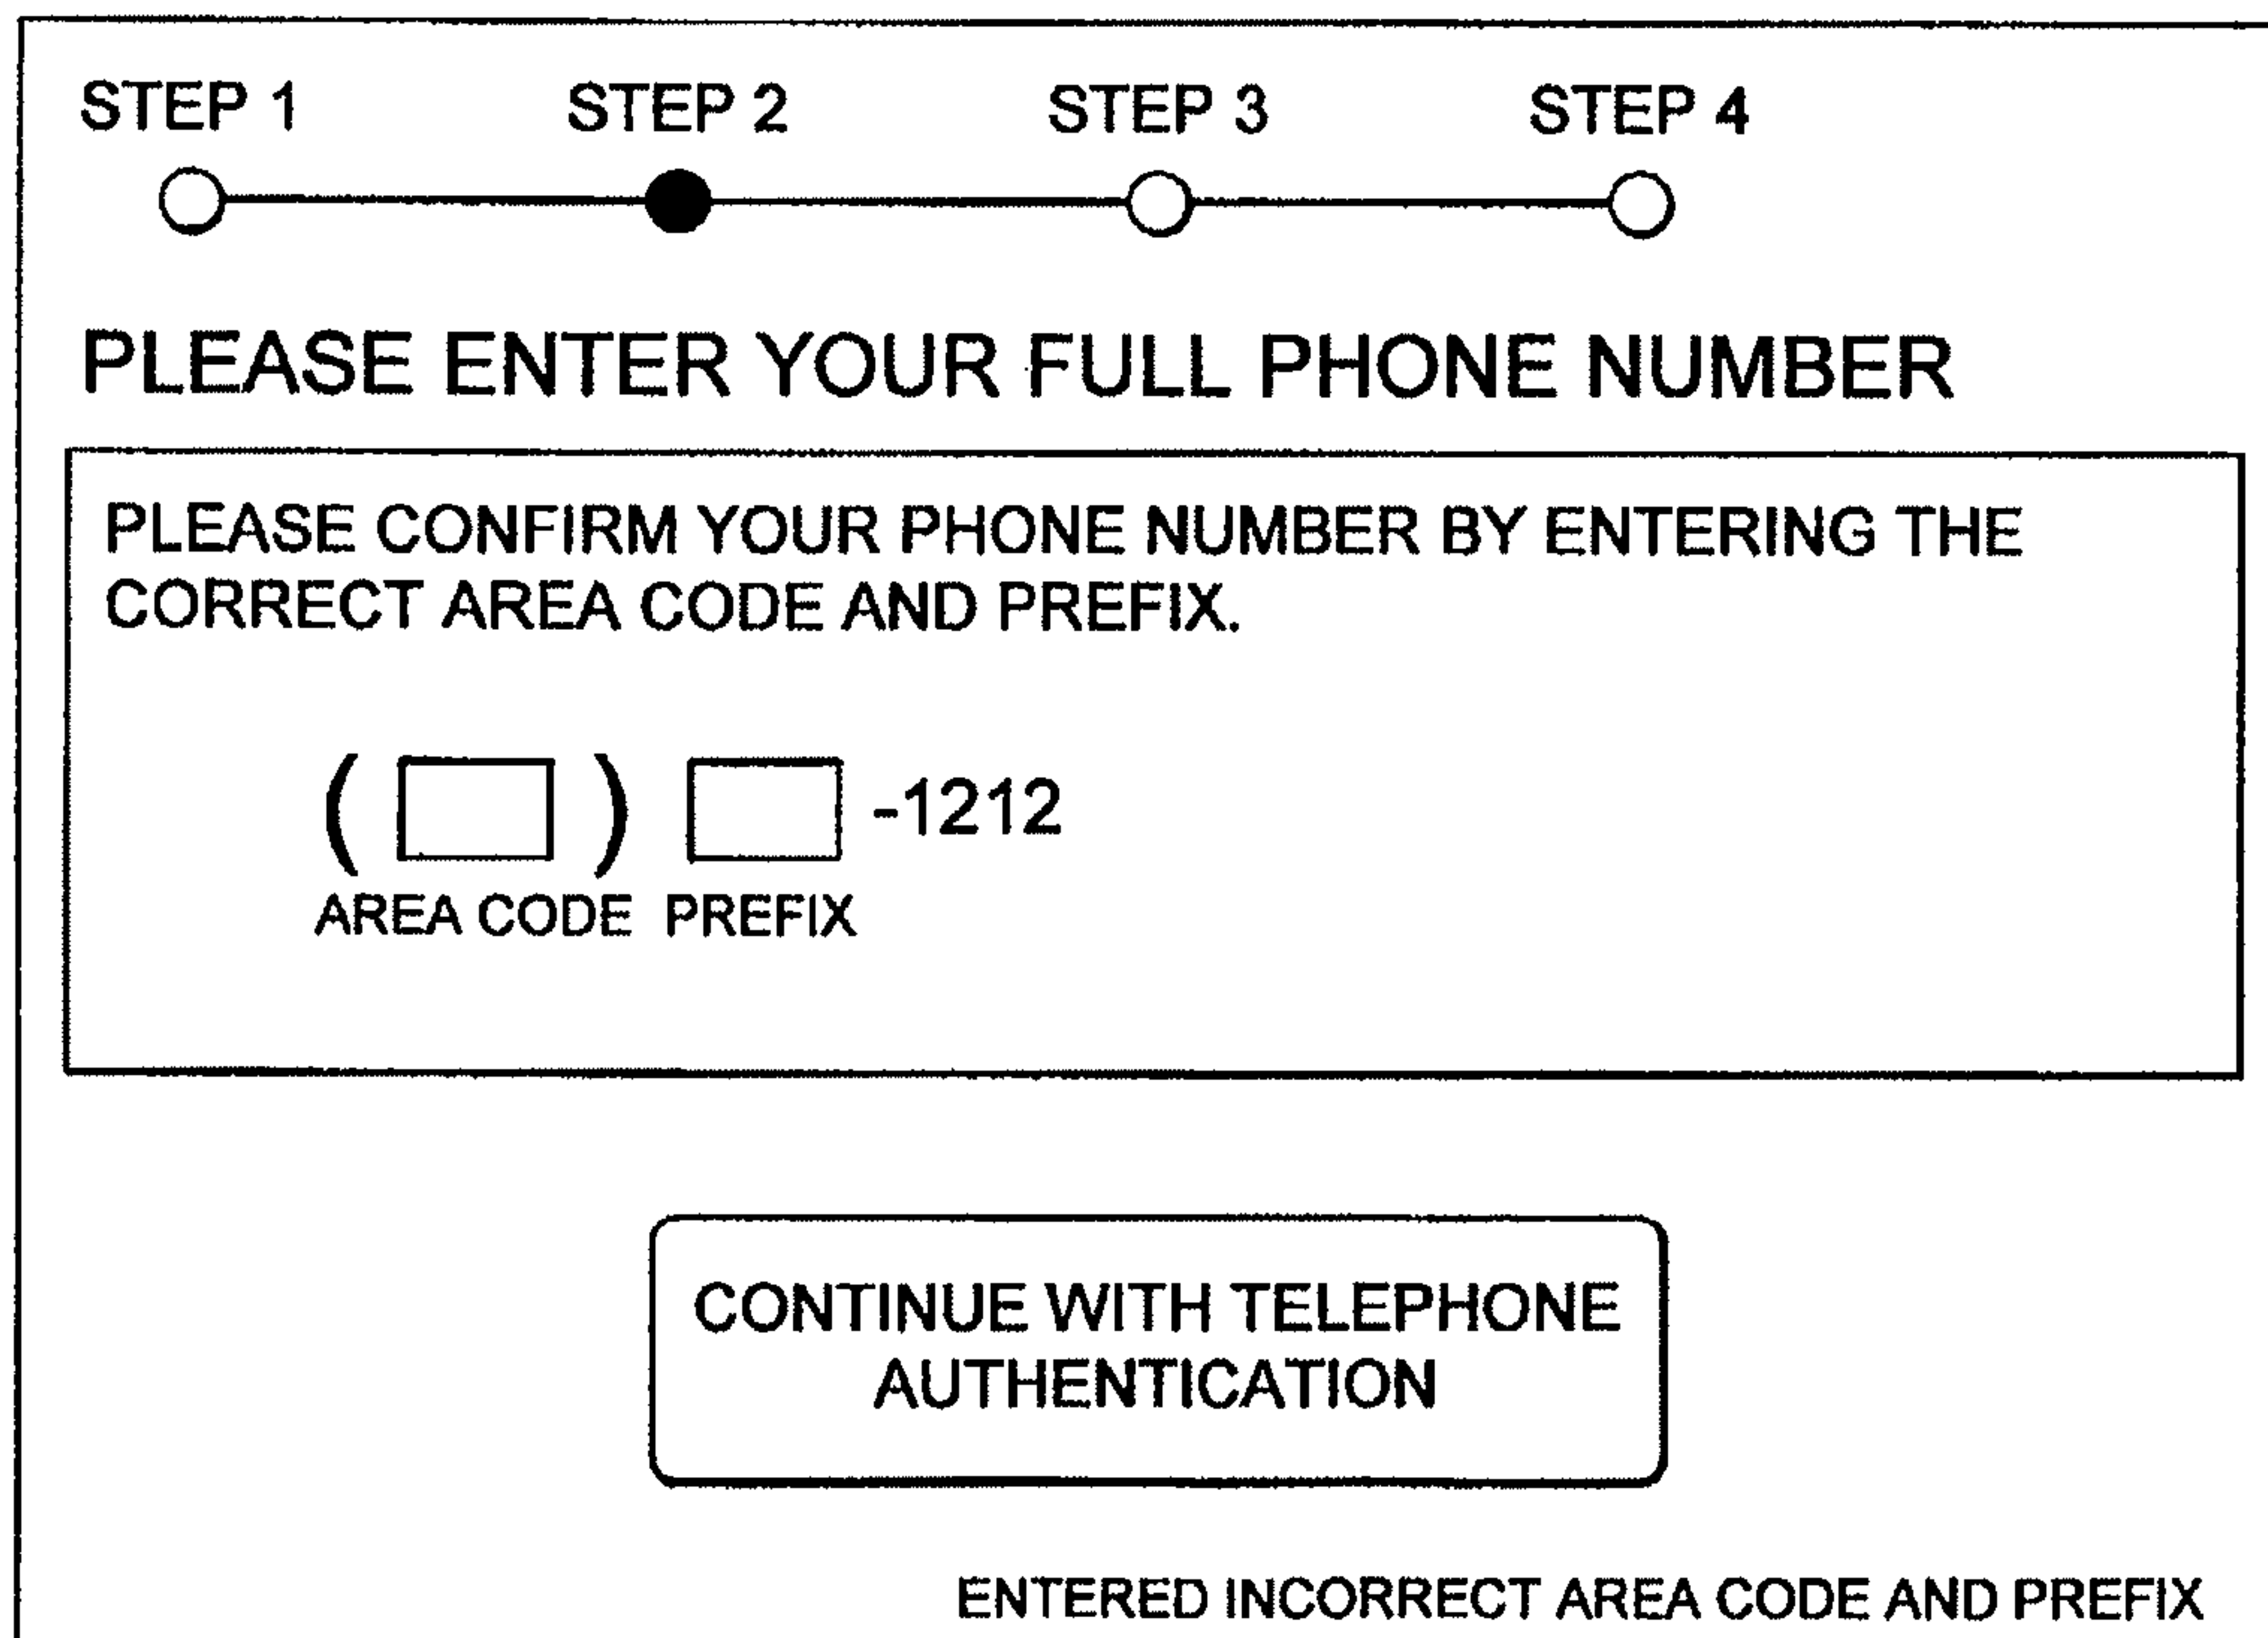 STEP 1 STEP 2 STEP 3 STEP 4
PLEASE ENTER YOUR FULL PHONE NUMBER
PLEASE CONFIRM YOUR PHONE NUMBER BY ENTERING THE
CORRECT AREA CODE AND PREFIX.
( ) -1212
AREA CODE PREFIX
CONTINUE WITH TELEPHONE
AUTHENTICATION
ENTERED INCORRECT AREA CODE AND PREFIX